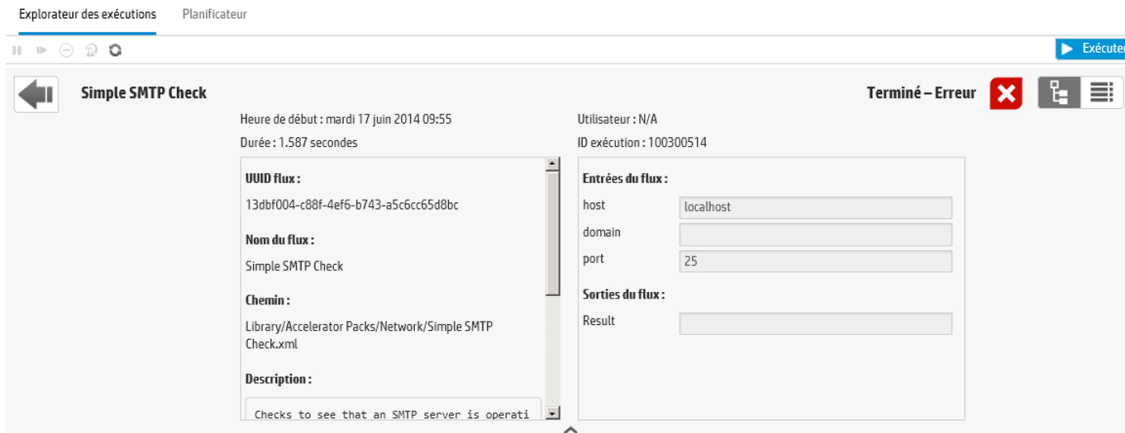 Explorateur des exécutions Planificateur
Exécuter
Simple SMTP Check Terminé – Erreur
Heure de début : mardi 17 juin 2014 09:55 Utilisateur : N/A
Durée : 1.587 secondes ID exécution : 100300514
UUID flux :
13dbf004-c88f-4ef6-b743-a5c6cc65d8bc
Nom du flux :
Simple SMTP Check
Chemin :
Library/Accelerator Packs/Network/Simple SMTP
Check.xml
Description :
Checks to see that an SMTP server is operati
Entrées du flux :
host localhost
domain
port 25
Sorties du flux :
Result